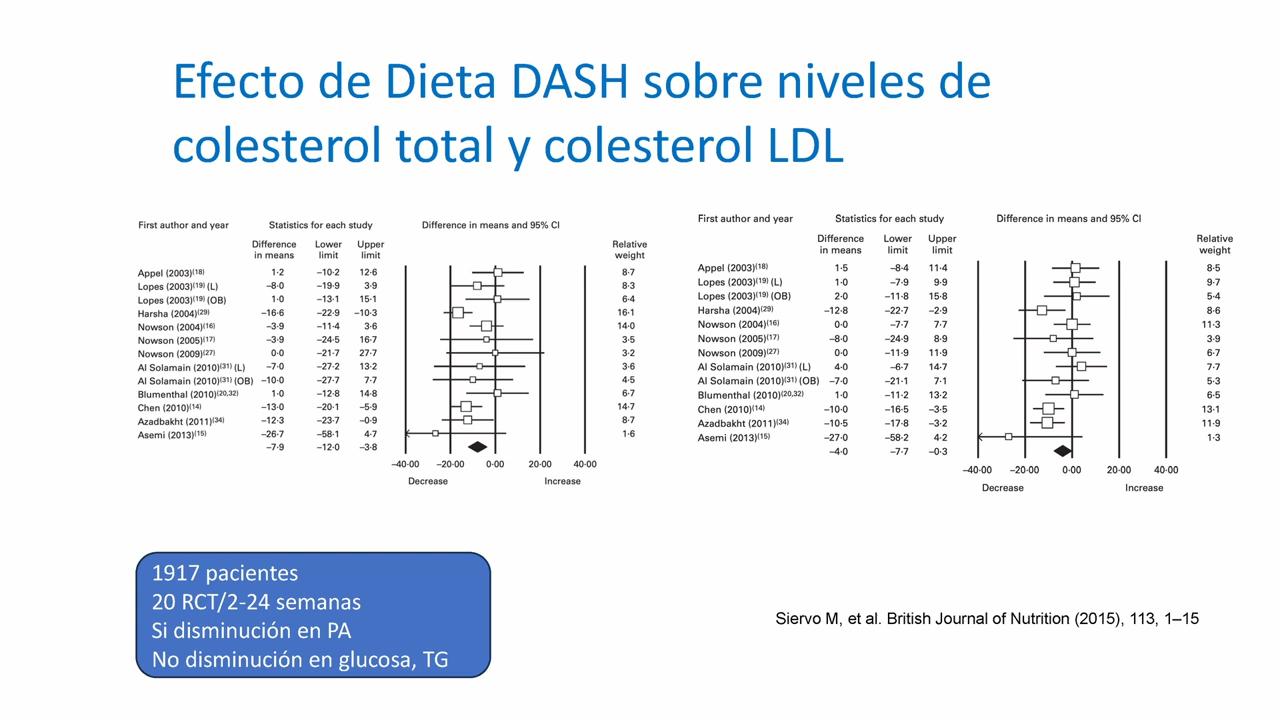 Efecto de Dieta DASH sobre niveles de
colesterol total y colesterol LDL
First author and year Statistics for each study Difference in means and 95% CI
Difference in means Lower limit Upper limit Relative weight
Appel (2003)(18) 1·2 –10·2 12·6 8·7
Lopes (2003)(19) (L) –8·0 –19·9 3·9 8·3
Lopes (2003)(19) (OB) 1·0 –13·1 15·1 6·4
Harsha (2004)(29) –16·6 –22·9 –10·3 16·1
Nowson (2004)(16) –3·9 –11·4 3·6 14·0
Nowson (2005)(17) –3·9 –24·5 16·7 3·5
Nowson (2009)(27) 0·0 –21·7 27·7 3·2
Al Solamain (2010)(31) (L) –7·0 –27·2 13·2 3·6
Al Solamain (2010)(31) (OB) –10·0 –27·7 7·7 4·5
Blumenthal (2010)(20,32) 1·0 –12·8 14·8 6·7
Chen (2010)(14) –13·0 –20·1 –5·9 14·7
Azadbakht (2011)(34) –12·3 –23·7 –0·9 8·7
Asemi (2013)(15) –26·7 –58·1 4·7 1·6
–7·9 –12·0 –3·8
–40·00 –20·00 0·00 20·00 40·00
Decrease Increase
First author and year Statistics for each study Difference in means and 95% CI
Difference in means Lower limit Upper limit Relative weight
Appel (2003)(18) 1·5 –8·4 11·4 8·5
Lopes (2003)(19) (L) 1·0 –7·9 9·9 9·7
Lopes (2003)(19) (OB) 2·0 –11·8 15·8 5·4
Harsha (2004)(29) –12·8 –22·7 –2·9 8·6
Nowson (2004)(16) 0·0 –7·7 7·7 11·3
Nowson (2005)(17) –8·0 –24·9 8·9 3·9
Nowson (2009)(27) 0·0 –11·9 11·9 6·7
Al Solamain (2010)(31) (L) 4·0 –6·7 14·7 7·7
Al Solamain (2010)(31) (OB) –7·0 –21·1 7·1 5·3
Blumenthal (2010)(20,32) 1·0 –11·2 13·2 6·5
Chen (2010)(14) –10·0 –16·5 –3·5 13·1
Azadbakht (2011)(34) –10·5 –17·8 –3·2 11·9
Asemi (2013)(15) –27·0 –58·2 4·2 1·3
–4·0 –7·7 –0·3
–40·00 –20·00 0·00 20·00 40·00
Decrease Increase
1917 pacientes
20 RCT/2-24 semanas
Si disminución en PA
No disminución en glucosa, TG
Siervo M, et al. British Journal of Nutrition (2015), 113, 1–15